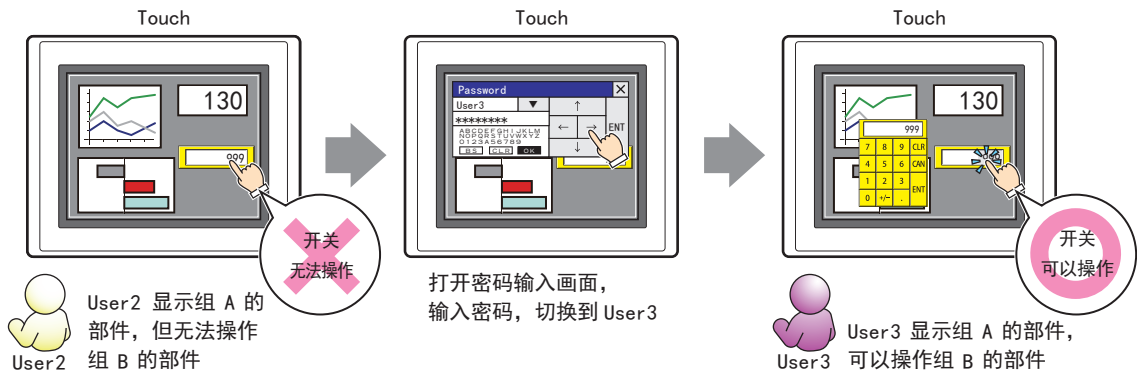 Touch
130
999
开关
无法操作
User2
User2 显示组 A 的
部件，但无法操作
组 B 的部件
Touch
Password
User3
▼
↑
********
←
→
ENT
ABCDEFGHIJKLM
NOPQRSTUVWXYZ
0123A56789
BS CLR OK
↓
打开密码输入画面，
输入密码，切换到 User3
Touch
130
999
7 8 9 CLR
4 5 6 CAN
1 2 3
ENT
0 +/- .
开关
可以操作
User3
User3 显示组 A 的部件，
可以操作组 B 的部件